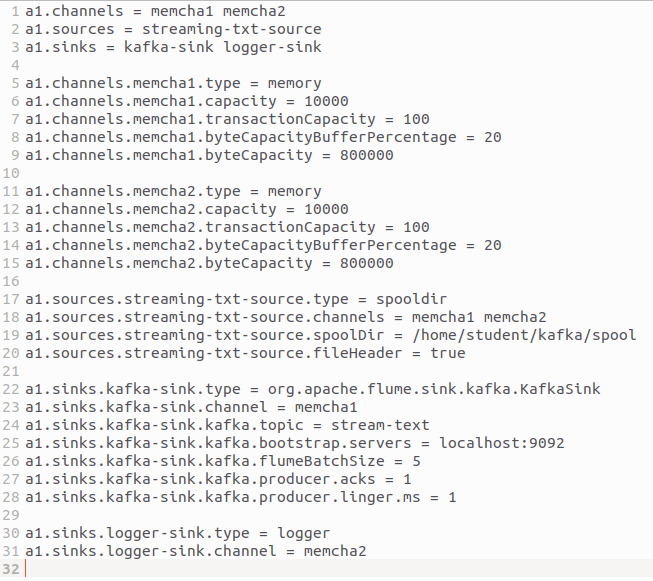 1 a1.channels = memcha1 memcha2
2 a1.sources = streaming-txt-source
3 a1.sinks = kafka-sink logger-sink
4
5 a1.channels.memcha1.type = memory
6 a1.channels.memcha1.capacity = 10000
7 a1.channels.memcha1.transactionCapacity = 100
8 a1.channels.memcha1.byteCapacityBufferPercentage = 20
9 a1.channels.memcha1.byteCapacity = 800000
10
11 a1.channels.memcha2.type = memory
12 a1.channels.memcha2.capacity = 10000
13 a1.channels.memcha2.transactionCapacity = 100
14 a1.channels.memcha2.byteCapacityBufferPercentage = 20
15 a1.channels.memcha2.byteCapacity = 800000
16
17 a1.sources.streaming-txt-source.type = spooldir
18 a1.sources.streaming-txt-source.channels = memcha1 memcha2
19 a1.sources.streaming-txt-source.spoolDir = /home/student/kafka/spool
20 a1.sources.streaming-txt-source.fileHeader = true
21
22 a1.sinks.kafka-sink.type = org.apache.flume.sink.kafka.KafkaSink
23 a1.sinks.kafka-sink.channel = memcha1
24 a1.sinks.kafka-sink.kafka.topic = stream-text
25 a1.sinks.kafka-sink.kafka.bootstrap.servers = localhost:9092
26 a1.sinks.kafka-sink.kafka.flumeBatchSize = 5
27 a1.sinks.kafka-sink.kafka.producer.acks = 1
28 a1.sinks.kafka-sink.kafka.producer.linger.ms = 1
29
30 a1.sinks.logger-sink.type = logger
31 a1.sinks.logger-sink.channel = memcha2
32